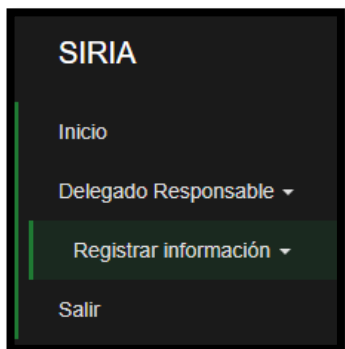 SIRIA
Inicio
Delegado Responsable
Registrar información
Salir